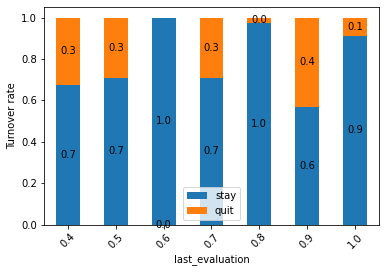 1.0
0.8
0.6
0.4
0.2
0.0
Turnover rate
0.3 0.3 0.0 0.3 0.0 0.4 0.1
0.7 0.7 1.0 0.7 1.0 0.6 0.9
stay
quit
0.4 0.5 0.6 0.7 0.8 0.9 1.0
last_evaluation